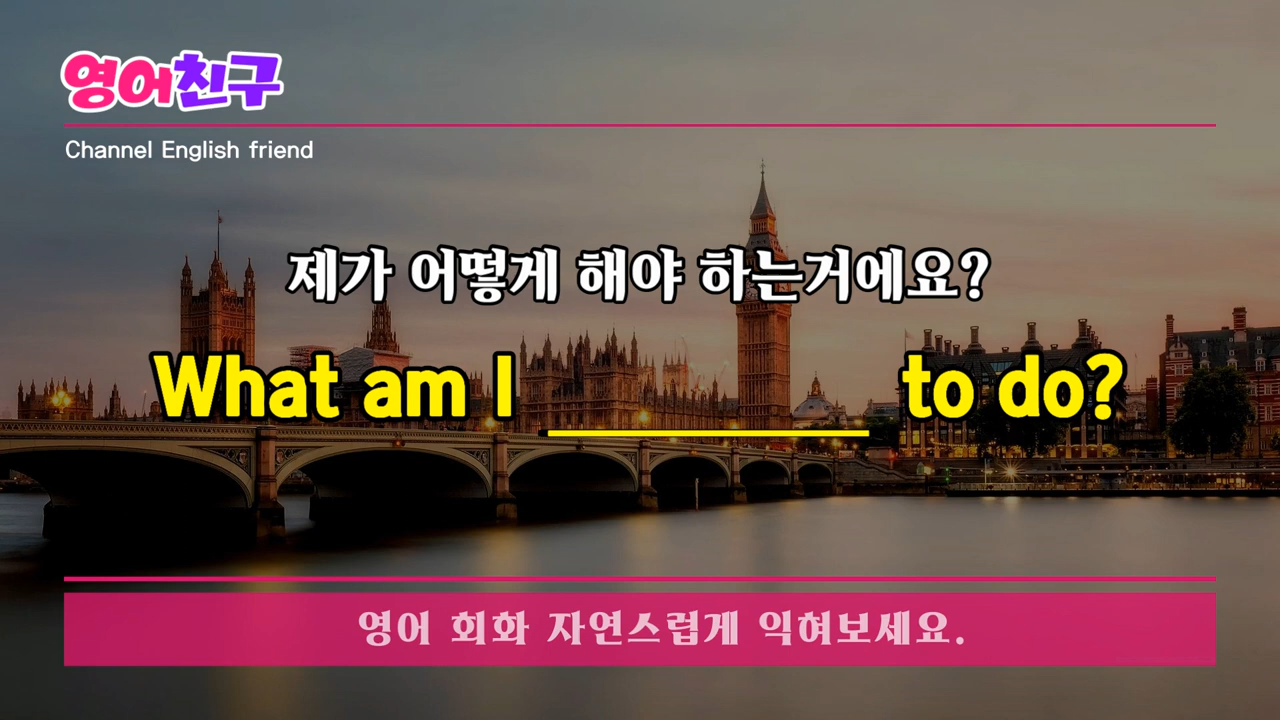 영어친구
Channel English friend
제가 어떻게 해야 하는거에요?
What am I ________ to do?
영어 회화 자연스럽게 익혀보세요.